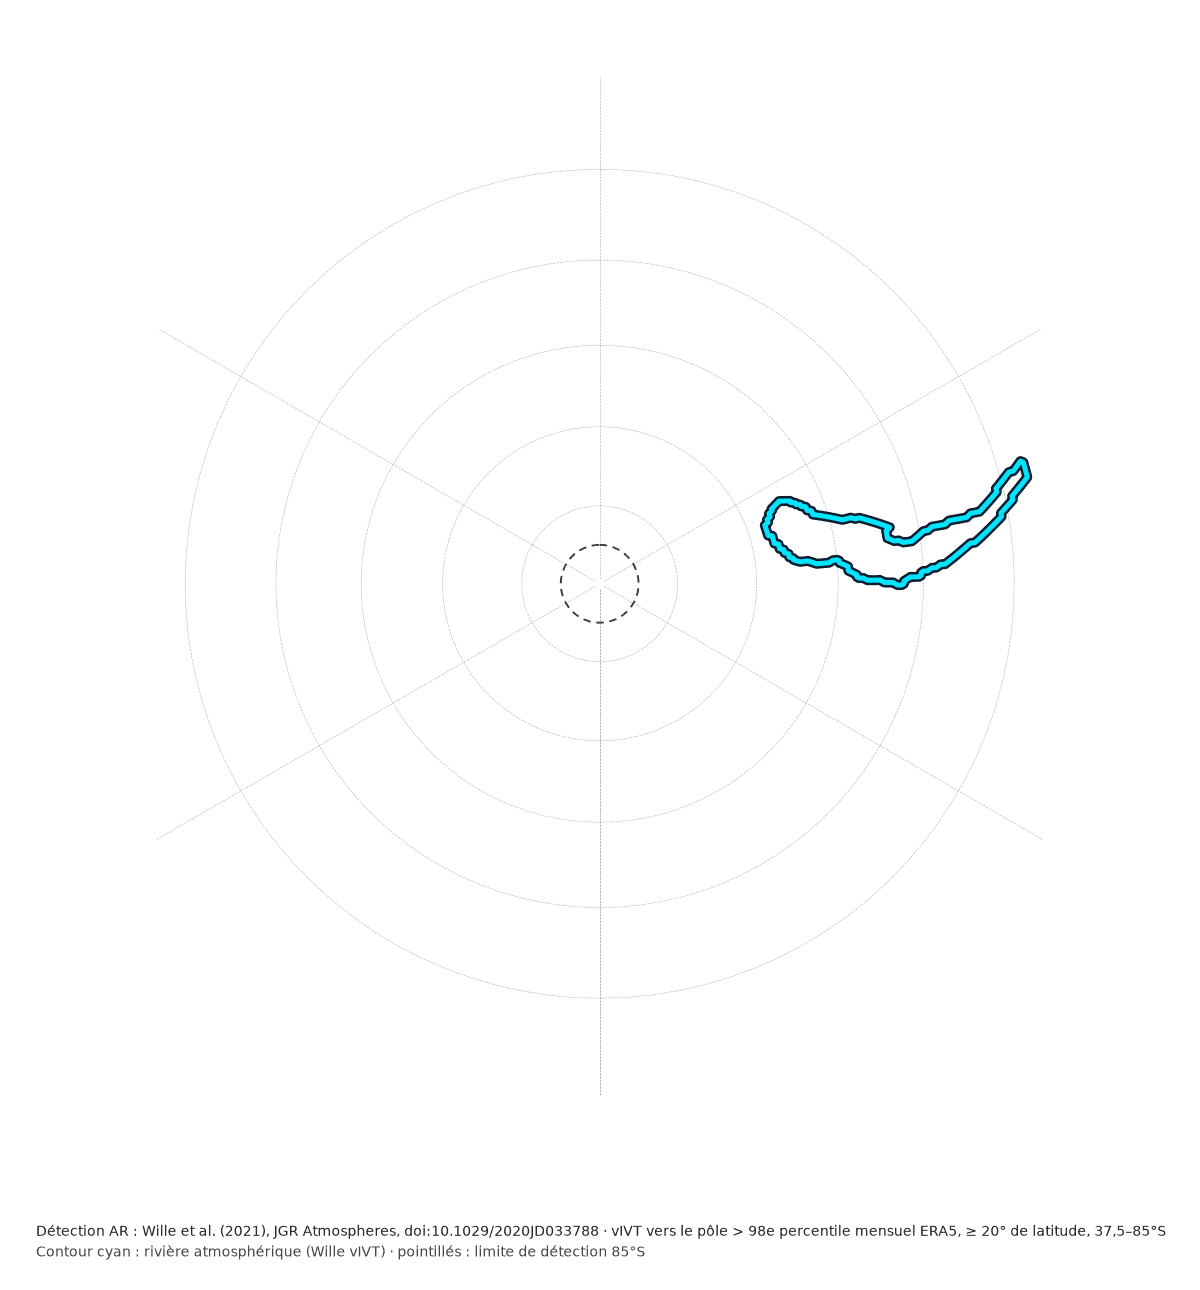 Détection AR : Wille et al. (2021), JGR Atmospheres, doi:10.1029/2020JD033788 · vIVT vers le pôle > 98e percentile mensuel ERA5, ≥ 20° de latitude, 37,5–85°S
Contour cyan : rivière atmosphérique (Wille vIVT) · pointillés : limite de détection 85°S